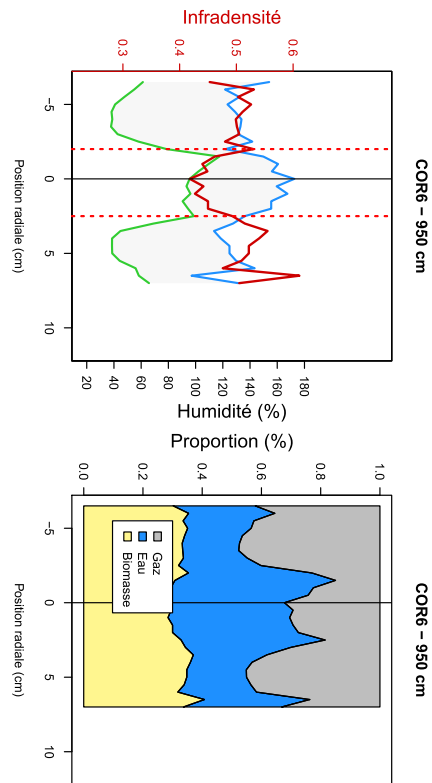 COR6 − 950 cm
Infradensité
0.3 0.4 0.5 0.6
−5 0 5 10
Position radiale (cm)
20 40 60 80 100 120 140 160 180
Humidité (%)
COR6 − 950 cm
Proportion (%)
0.0 0.2 0.4 0.6 0.8 1.0
−5 0 5 10
Position radiale (cm)
Gaz
Eau
Biomasse